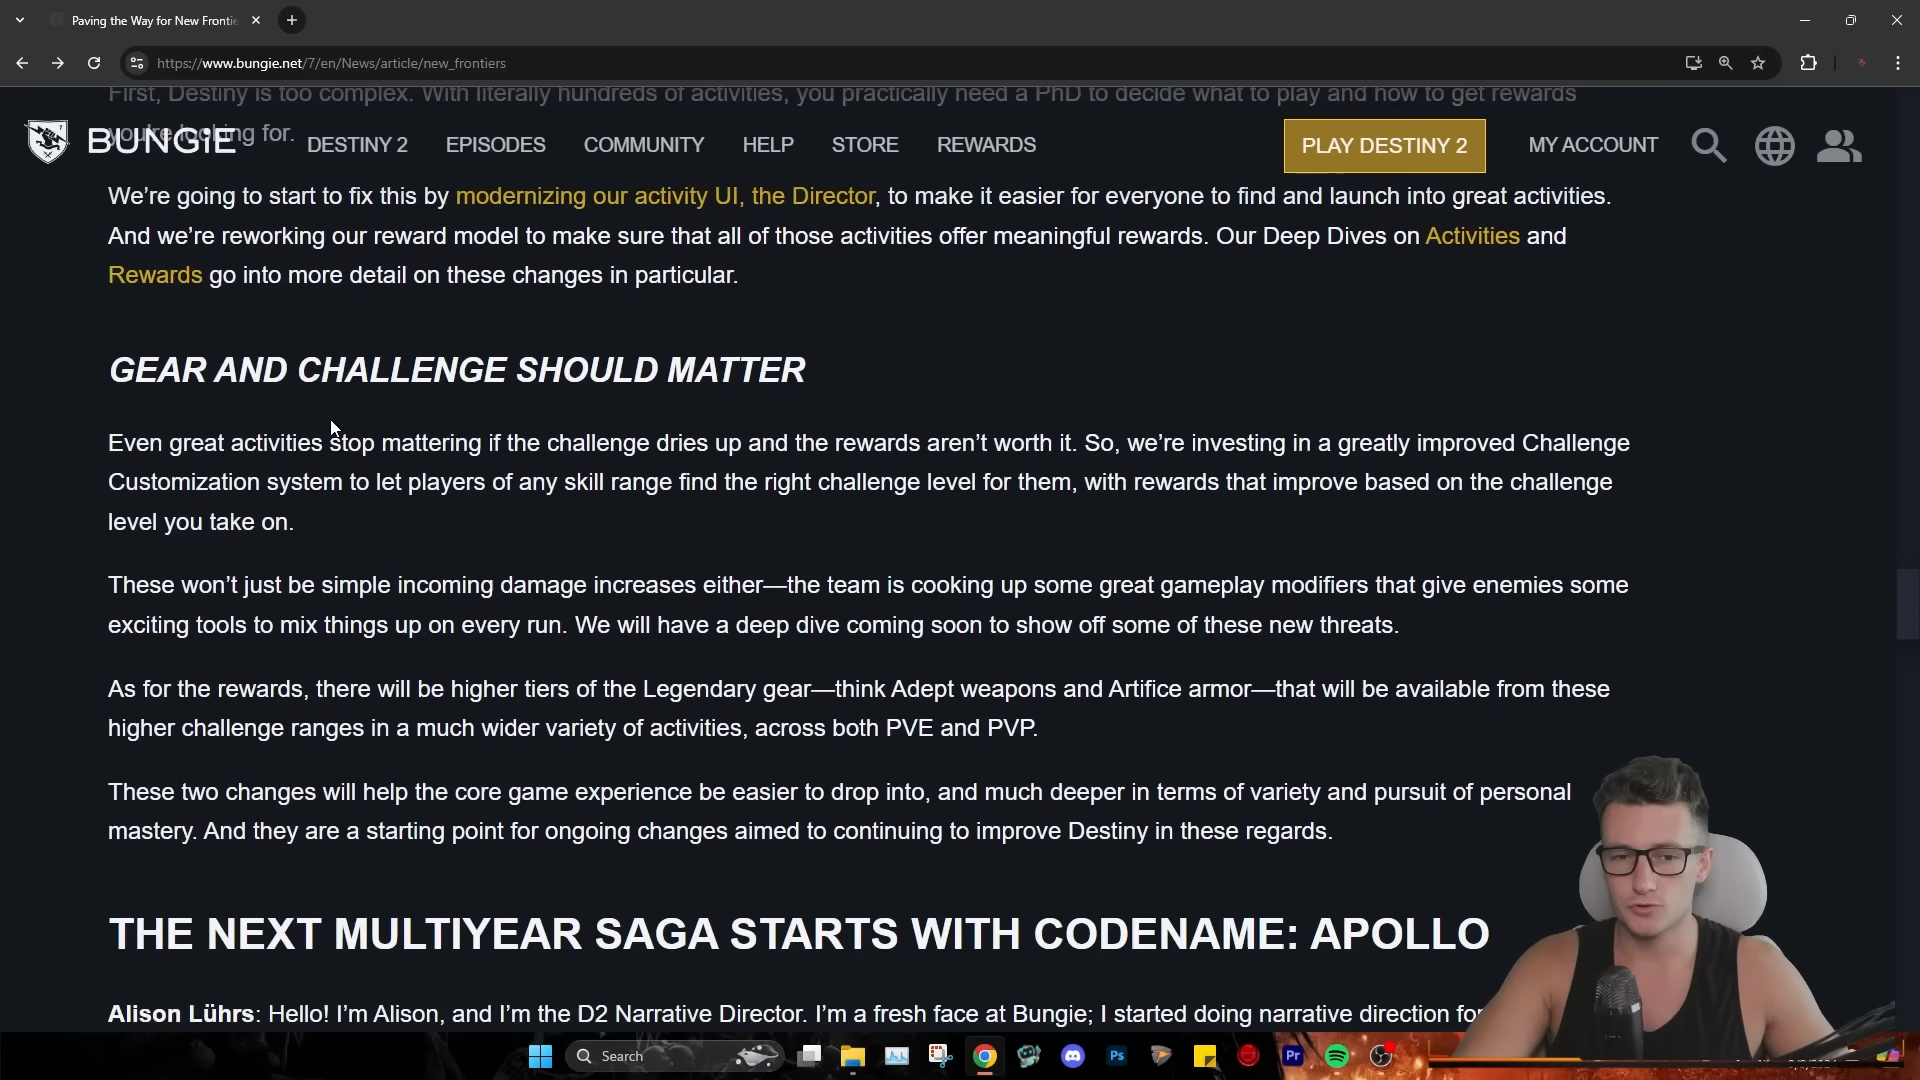 Paving the Way for New Frontie
https://www.bungie.net/7/en/News/article/new_frontiers
First, Destiny is too complex. With literally hundreds of activities, you practically need a PhD to decide what to play and how to get rewards
you're looking for.
BUNGiE
DESTINY 2
EPISODES
COMMUNITY
HELP
STORE
REWARDS
PLAY DESTINY 2
MY ACCOUNT
We’re going to start to fix this by modernizing our activity UI, the Director, to make it easier for everyone to find and launch into great activities.
And we’re reworking our reward model to make sure that all of those activities offer meaningful rewards. Our Deep Dives on Activities and
Rewards go into more detail on these changes in particular.
GEAR AND CHALLENGE SHOULD MATTER
Even great activities stop mattering if the challenge dries up and the rewards aren’t worth it. So, we’re investing in a greatly improved Challenge
Customization system to let players of any skill range find the right challenge level for them, with rewards that improve based on the challenge
level you take on.
These won’t just be simple incoming damage increases either—the team is cooking up some great gameplay modifiers that give enemies some
exciting tools to mix things up on every run. We will have a deep dive coming soon to show off some of these new threats.
As for the rewards, there will be higher tiers of the Legendary gear—think Adept weapons and Artifice armor—that will be available from these
higher challenge ranges in a much wider variety of activities, across both PVE and PVP.
These two changes will help the core game experience be easier to drop into, and much deeper in terms of variety and pursuit of personal
mastery. And they are a starting point for ongoing changes aimed to continuing to improve Destiny in these regards.
THE NEXT MULTIYEAR SAGA STARTS WITH CODENAME: APOLLO
Alison Lührs: Hello! I’m Alison, and I’m the D2 Narrative Director. I’m a fresh face at Bungie; I started doing narrative direction for
Search
Ps
Pr